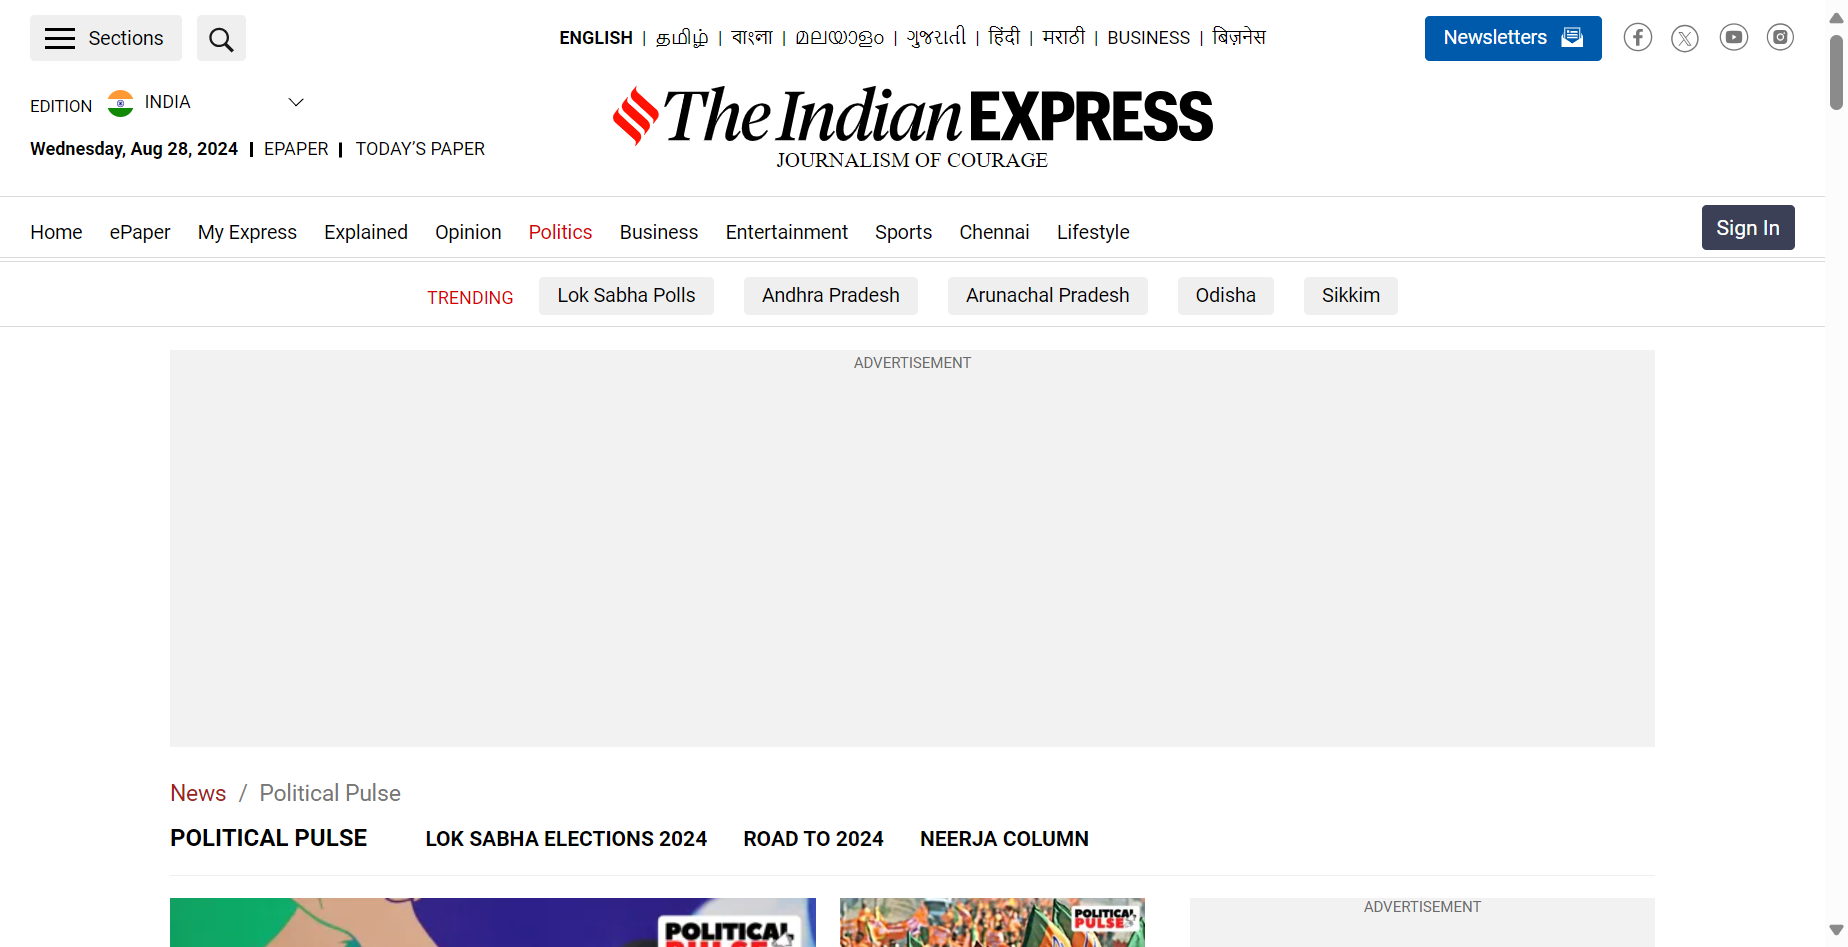 Sections
ENGLISH | தமிழ் | বাংলা | മലയാളം | ગુજરાતી | हिंदी | मराठी | BUSINESS | बिज़नेस
Newsletters
EDITION INDIA
The Indian EXPRESS
JOURNALISM OF COURAGE
Wednesday, Aug 28, 2024 | EPAPER | TODAY’S PAPER
Home ePaper My Express Explained Opinion Politics Business Entertainment Sports Chennai Lifestyle
Sign In
TRENDING Lok Sabha Polls Andhra Pradesh Arunachal Pradesh Odisha Sikkim
ADVERTISEMENT
News / Political Pulse
POLITICAL PULSE LOK SABHA ELECTIONS 2024 ROAD TO 2024 NEERJA COLUMN
ADVERTISEMENT
POLITICAL
PULSE
POLITICAL
PULSE